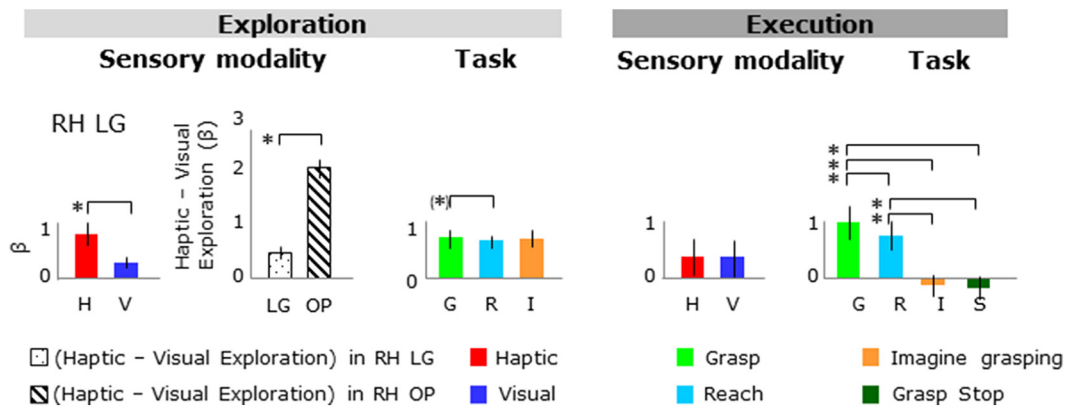 Exploration
Execution
Sensory modality
Task
Sensory modality
Task
RH LG
β
1
0
*
H V
Haptic – Visual
Exploration (β)
3
2
1
0
*
LG OP
1
0
(*)
G R I
1
0
H V
1
0
*
*
*
*
*
G R I S
(Haptic – Visual Exploration) in RH LG
Haptic
Grasp
Imagine grasping
(Haptic – Visual Exploration) in RH OP
Visual
Reach
Grasp Stop